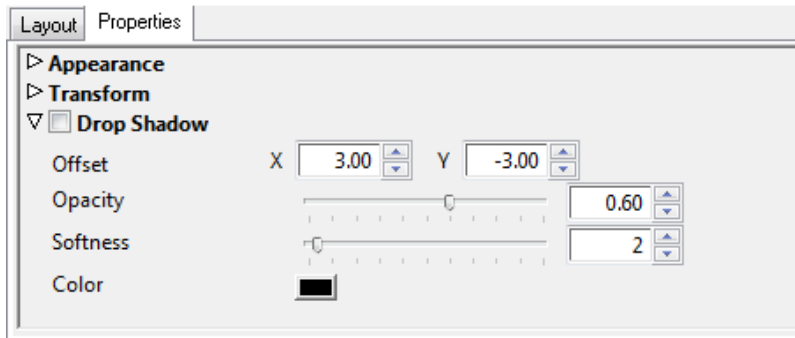 Layout Properties
Appearance
Transform
Drop Shadow
Offset X 3.00 Y -3.00
Opacity 0.60
Softness 2
Color